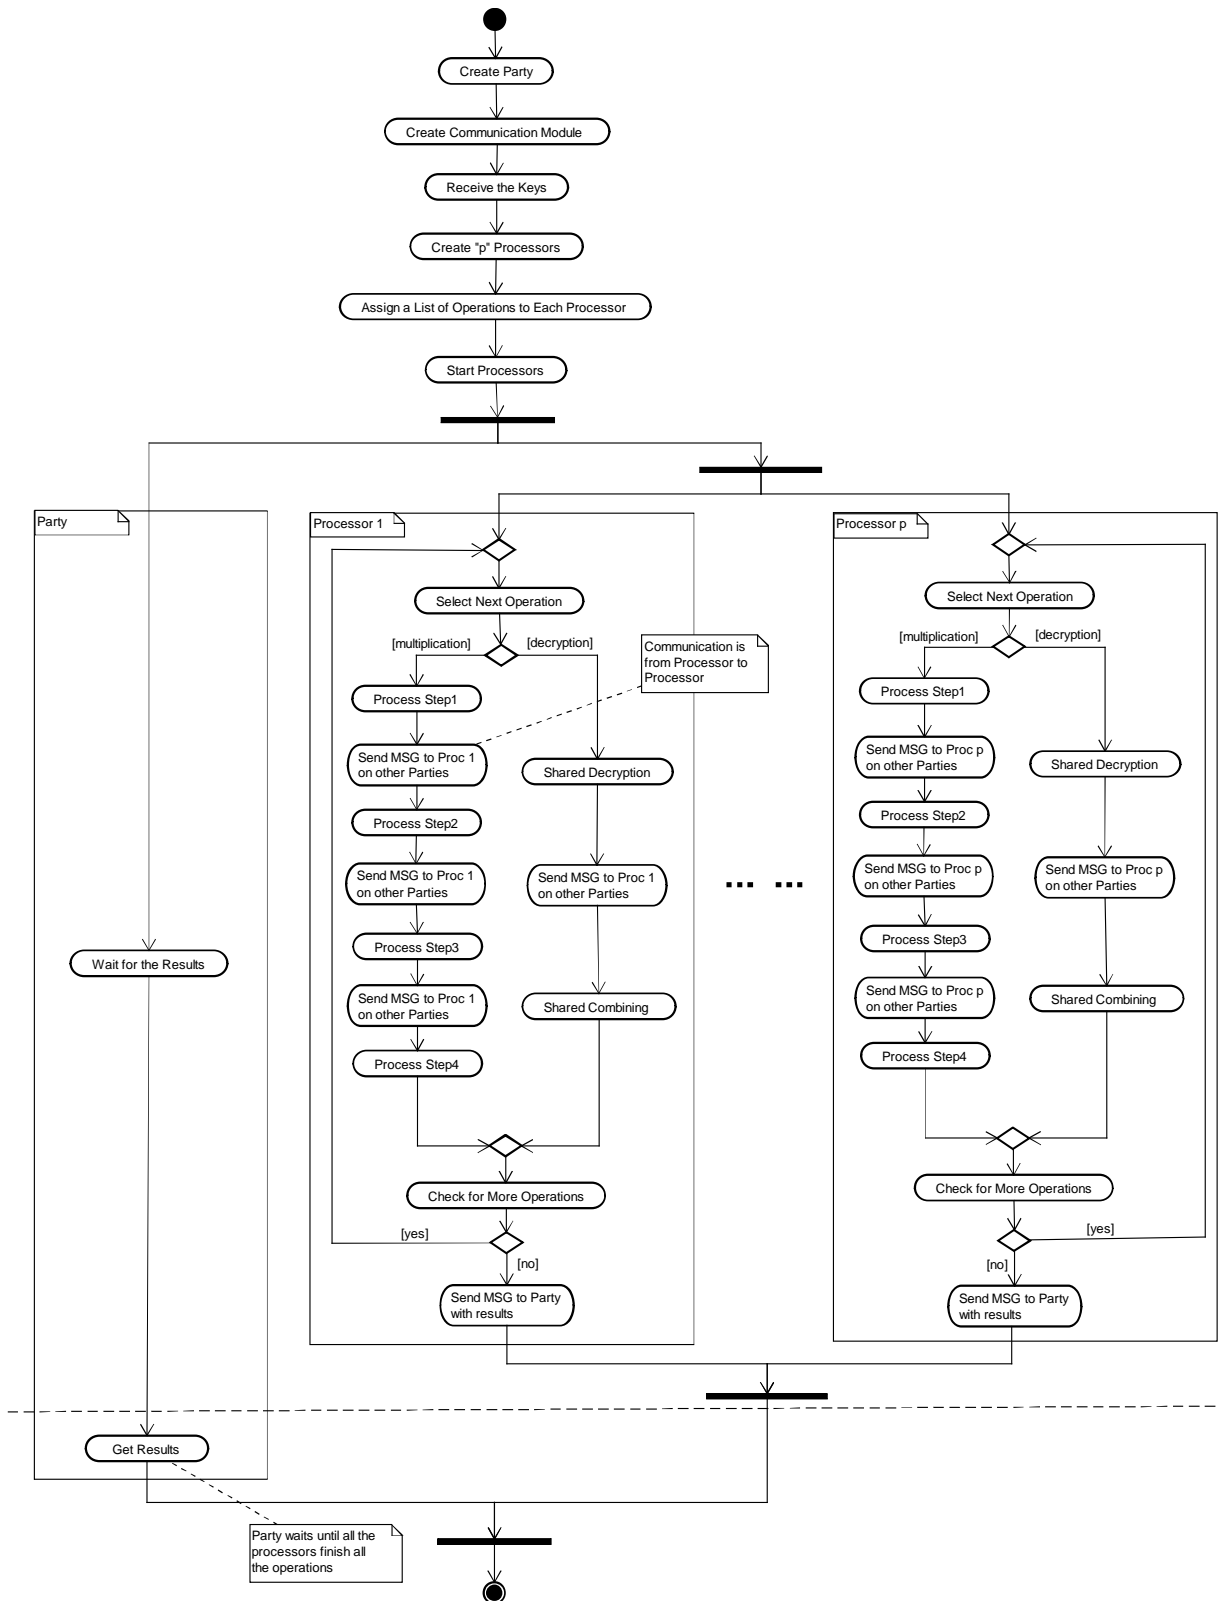 Create Party
Create Communication Module
Receive the Keys
Create "p" Processors
Assign a List of Operations to Each Processor
Start Processors
Party
Wait for the Results
Get Results
Party waits until all the
processors finish all
the operations
Processor 1
Select Next Operation
[multiplication]
[decryption]
Communication is
from Processor to
Processor
Process Step1
Send MSG to Proc 1
on other Parties
Process Step2
Send MSG to Proc 1
on other Parties
Process Step3
Send MSG to Proc 1
on other Parties
Process Step4
Shared Decryption
Send MSG to Proc 1
on other Parties
Shared Combining
Check for More Operations
[yes]
[no]
Send MSG to Party
with results
... ...
Processor p
Select Next Operation
[multiplication]
[decryption]
Process Step1
Send MSG to Proc p
on other Parties
Process Step2
Send MSG to Proc p
on other Parties
Process Step3
Send MSG to Proc p
on other Parties
Process Step4
Shared Decryption
Send MSG to Proc p
on other Parties
Shared Combining
Check for More Operations
[yes]
[no]
Send MSG to Party
with results